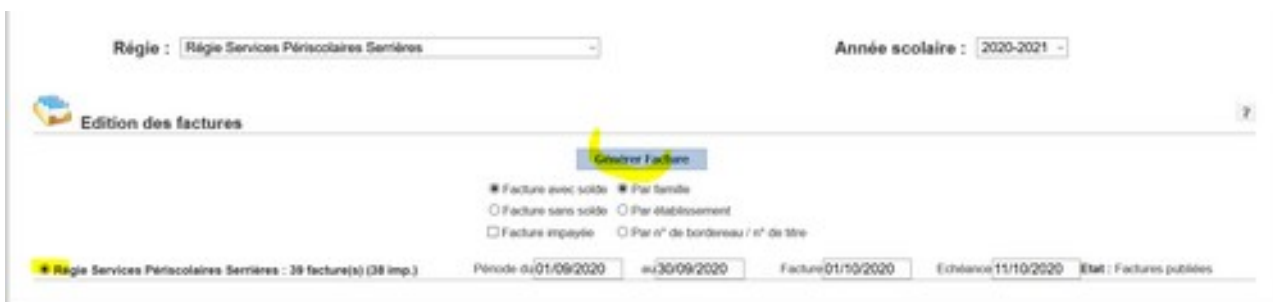 Régie : Régie Services Périscolaires Serrières Année scolaire : 2020-2021
Edition des factures ?
Générer Facture
Facture avec solde Par famille
Facture sans solde Par établissement
Facture impayée Par n° de bordereau / n° de titre
Régie Services Périscolaires Serrières : 39 facture(s) (38 imp.) Période du 01/09/2020 au 30/09/2020 Facture 01/10/2020 Echéance 11/10/2020 Etat : Factures publiées